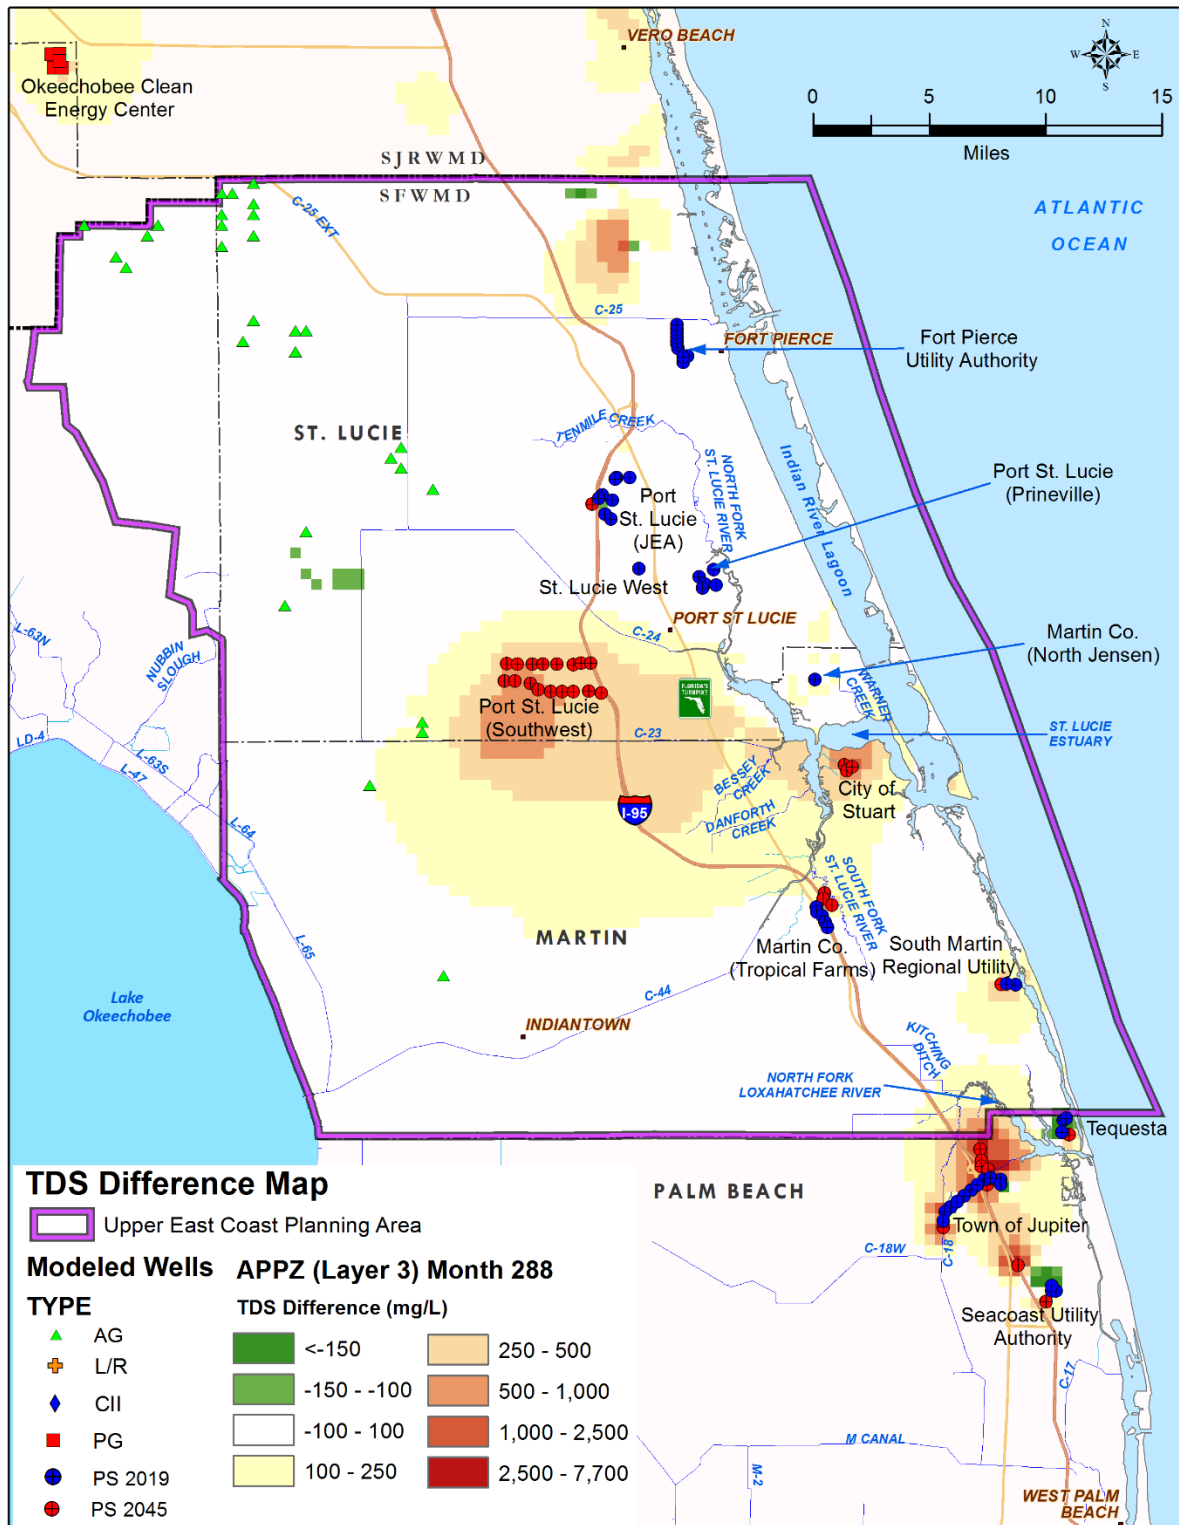 VERO BEACH
N
W E
S
Okeechobee Clean
Energy Center
0 5 10 15
Miles
SJRWMD
SFWMD
C-25 EXT
ATLANTIC
OCEAN
C-25
FORT PIERCE
Fort Pierce
Utility Authority
TENMILE CREEK
ST. LUCIE
NORTH FORK
ST. LUCIE RIVER
Indian River Lagoon
Port St. Lucie
(Prineville)
Port
St. Lucie
(JEA)
St. Lucie West
PORT ST LUCIE
C-24
L-63N
NUBBIN
SLOUGH
Martin Co.
(North Jensen)
WARNER
CREEK
FLORIDA'S
TURNPIKE
Port St. Lucie
(Southwest)
C-23
ST. LUCIE
ESTUARY
LD-4
L-63S
L-47
BESSEY
CREEK
City of
Stuart
I-95
DANFORTH
CREEK
L-64
SOUTH FORK
ST. LUCIE RIVER
MARTIN
L-65
Martin Co.
(Tropical Farms)
South Martin
Regional Utility
C-44
Lake
Okeechobee
INDIANTOWN
KITCHING
DITCH
NORTH FORK
LOXAHATCHEE RIVER
Tequesta
PALM BEACH
Town of Jupiter
C-18W
C-18
Seacoast Utility
Authority
C-17
M CANAL
M-2
WEST PALM
BEACH
TDS Difference Map
Upper East Coast Planning Area
Modeled Wells
TYPE
AG
L/R
CII
PG
PS 2019
PS 2045
APPZ (Layer 3) Month 288
TDS Difference (mg/L)
<-150
-150 - -100
-100 - 100
100 - 250
250 - 500
500 - 1,000
1,000 - 2,500
2,500 - 7,700